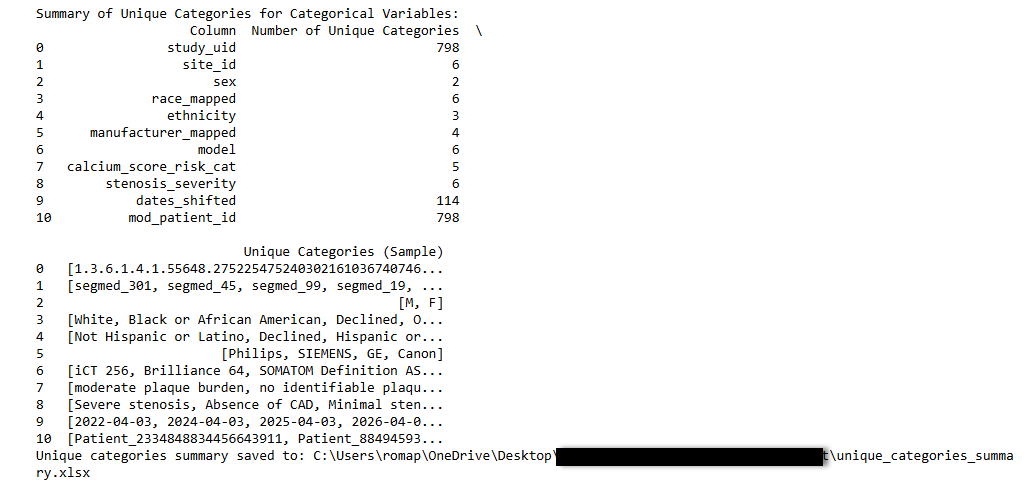 Summary of Unique Categories for Categorical Variables:
Column  Number of Unique Categories  \
0 study_uid 798
1 site_id 6
2 sex 2
3 race_mapped 6
4 ethnicity 3
5 manufacturer_mapped 4
6 model 6
7 calcium_score_risk_cat 5
8 stenosis_severity 6
9 dates_shifted 114
10 mod_patient_id 798
Unique Categories (Sample)
0 [1.3.6.1.4.1.55648.275225475240302161036740746...
1 [segmed_301, segmed_45, segmed_99, segmed_19, ...
2 [M, F]
3 [White, Black or African American, Declined, O...
4 [Not Hispanic or Latino, Declined, Hispanic or...
5 [Philips, SIEMENS, GE, Canon]
6 [iCT 256, Brilliance 64, SOMATOM Definition AS...
7 [moderate plaque burden, no identifiable plaqu...
8 [Severe stenosis, Absence of CAD, Minimal sten...
9 [2022-04-03, 2024-04-03, 2025-04-03, 2026-04-0...
10 [Patient_2334848834456643911, Patient_88494593...
Unique categories summary saved to: C:\Users\romap\OneDrive\Desktop\ t\unique_categories_summa
ry.xlsx